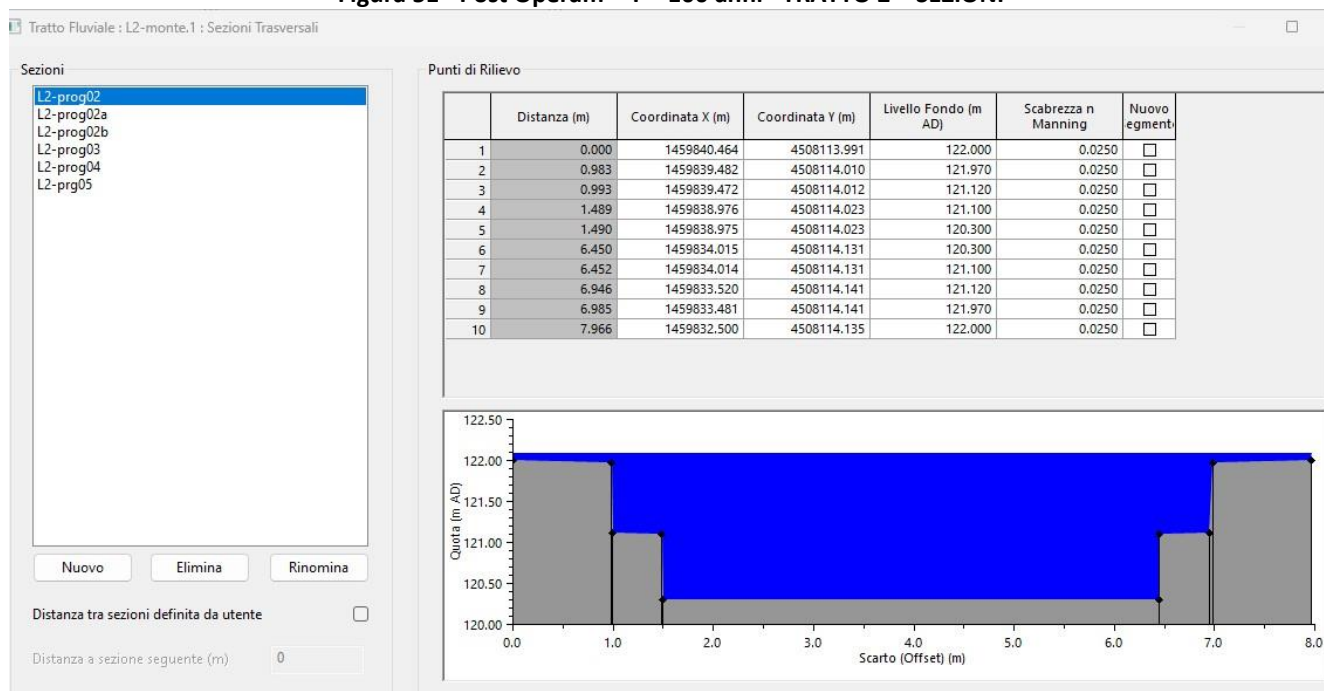 Tratto Fluviale : L2-monte.1 : Sezioni Trasversali
Sezioni
L2-prog02
L2-prog02a
L2-prog02b
L2-prog03
L2-prog04
L2-prg05
Nuovo Elimina Rinomina
Distanza tra sezioni definita da utente
Distanza a sezione seguente (m) 0
Punti di Rilievo
Distanza (m) Coordinata X (m) Coordinata Y (m) Livello Fondo (m AD) Scabrezza n Manning Nuovo
1 0.000 1459840.464 4508113.991 122.000 0.0250
2 0.983 1459839.482 4508114.010 121.970 0.0250
3 0.993 1459839.472 4508114.012 121.120 0.0250
4 1.489 1459838.976 4508114.023 121.100 0.0250
5 1.490 1459838.975 4508114.023 120.300 0.0250
6 6.450 1459834.015 4508114.131 120.300 0.0250
7 6.452 1459834.014 4508114.131 121.100 0.0250
8 6.946 1459833.520 4508114.141 121.120 0.0250
9 6.985 1459833.481 4508114.141 121.970 0.0250
10 7.966 1459832.500 4508114.135 122.000 0.0250
Quota (m AD)
122.50
122.00
121.50
121.00
120.50
120.00
0.0 1.0 2.0 3.0 4.0 5.0 6.0 7.0 8.0
Scarto (Offset) (m)